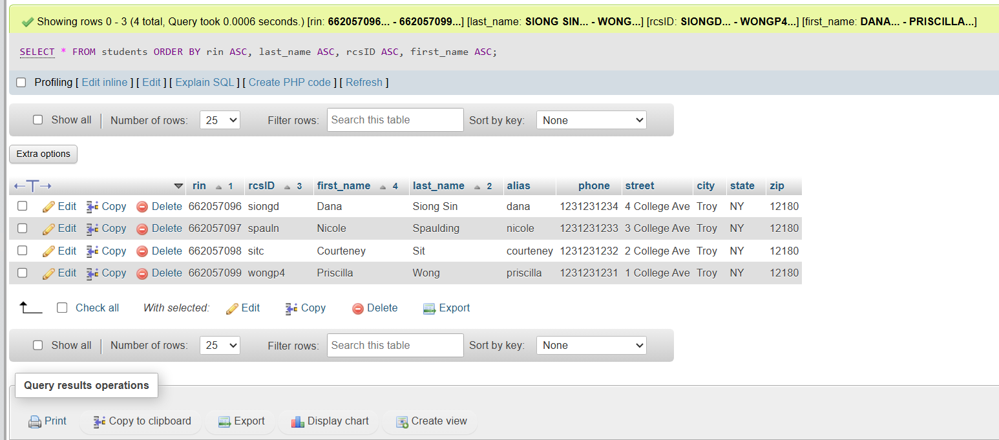 Showing rows 0 - 3 (4 total, Query took 0.0006 seconds.) [rin: 662057096... - 662057099...] [last_name: SIONG SIN... - WONG...] [rcsID: SIONGD... - WONGP4...] [first_name: DANA... - PRISCILLA...]
SELECT * FROM students ORDER BY rin ASC, last_name ASC, rcsID ASC, first_name ASC;
Profiling [ Edit inline ] [ Edit ] [ Explain SQL ] [ Create PHP code ] [ Refresh ]
Show all | Number of rows: 25 Filter rows: Search this table Sort by key: None
Extra options
←T→ rin 1 rcsID 3 first_name 4 last_name 2 alias phone street city state zip
Edit Copy Delete 662057096 siongd Dana Siong Sin dana 1231231234 4 College Ave Troy NY 12180
Edit Copy Delete 662057097 spauln Nicole Spaulding nicole 1231231233 3 College Ave Troy NY 12180
Edit Copy Delete 662057098 sitc Courteney Sit courteney 1231231232 2 College Ave Troy NY 12180
Edit Copy Delete 662057099 wongp4 Priscilla Wong priscilla 1231231231 1 College Ave Troy NY 12180
Check all With selected: Edit Copy Delete Export
Show all | Number of rows: 25 Filter rows: Search this table Sort by key: None
Query results operations
Print Copy to clipboard Export Display chart Create view